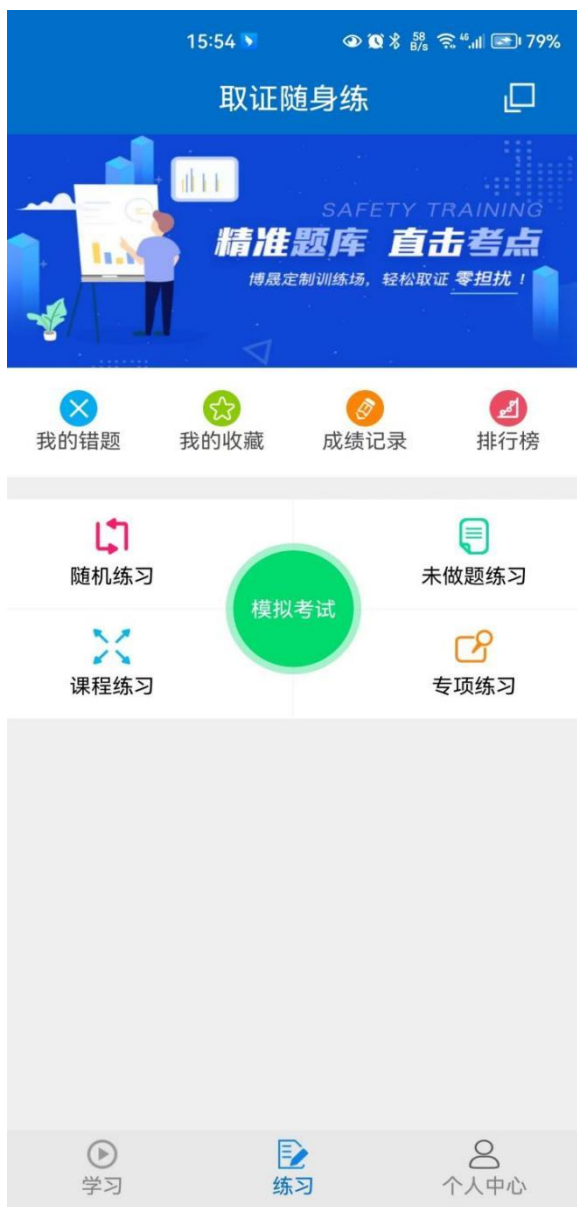 15:54 58 B/s 46 79%
取证随身练
SAFETY TRAINING
精准题库 直击考点
博晟定制训练场，轻松取证 零担扰！
我的错题 我的收藏 成绩记录 排行榜
随机练习 未做题练习
模拟考试
课程练习 专项练习
学习 练习 个人中心